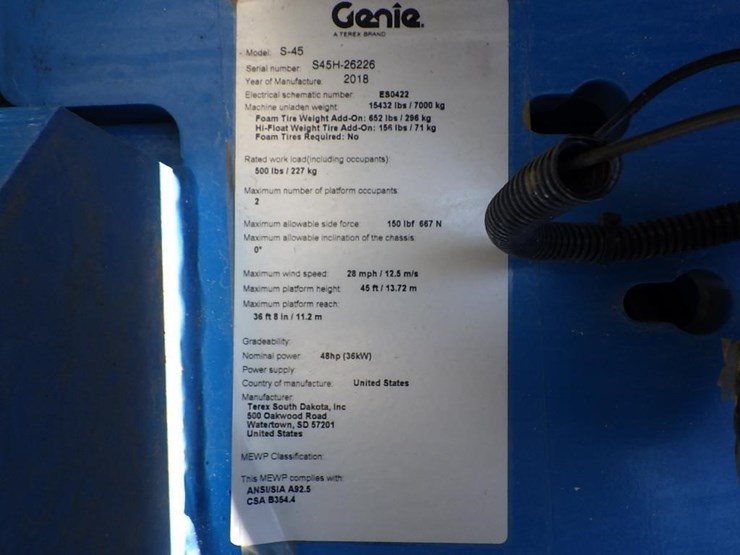 Genie.
A TEREX BRAND
Model: S-45
Serial number: S45H-26226
Year of Manufacture: 2018
Electrical schematic number: ES0422
Machine unladen weight: 15432 lbs / 7000 kg
Foam Tire Weight Add-On: 652 lbs / 296 kg
Hi-Float Weight Tire Add-On: 156 lbs / 71 kg
Foam Tires Required: No
Rated work load(including occupants):
500 lbs / 227 kg
Maximum number of platform occupants:
2
Maximum allowable side force: 150 lbf 667 N
Maximum allowable inclination of the chassis:
0°
Maximum wind speed: 28 mph / 12.5 m/s
Maximum platform height: 45 ft / 13.72 m
Maximum platform reach:
36 ft 8 in / 11.2 m
Gradeability:
Nominal power: 48hp (36kW)
Power supply:
Country of manufacture: United States
Manufacturer:
Terex South Dakota, Inc
500 Oakwood Road
Watertown, SD 57201
United States
MEWP Classification:
This MEWP complies with:
ANSI/SIA A92.5
CSA B354.4